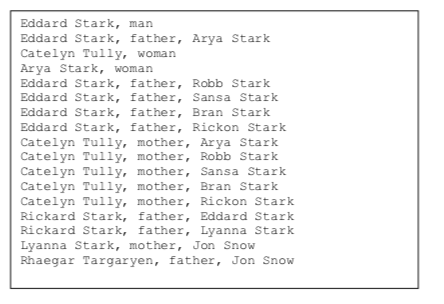 Eddard Stark, man
Eddard Stark, father, Arya Stark
Catelyn Tully, woman
Arya Stark, woman
Eddard Stark, father, Robb Stark
Eddard Stark, father, Sansa Stark
Eddard Stark, father, Bran Stark
Eddard Stark, father, Rickon Stark
Catelyn Tully, mother, Arya Stark
Catelyn Tully, mother, Robb Stark
Catelyn Tully, mother, Sansa Stark
Catelyn Tully, mother, Bran Stark
Catelyn Tully, mother, Rickon Stark
Rickard Stark, father, Eddard Stark
Rickard Stark, father, Lyanna Stark
Lyanna Stark, mother, Jon Snow
Rhaegar Targaryen, father, Jon Snow